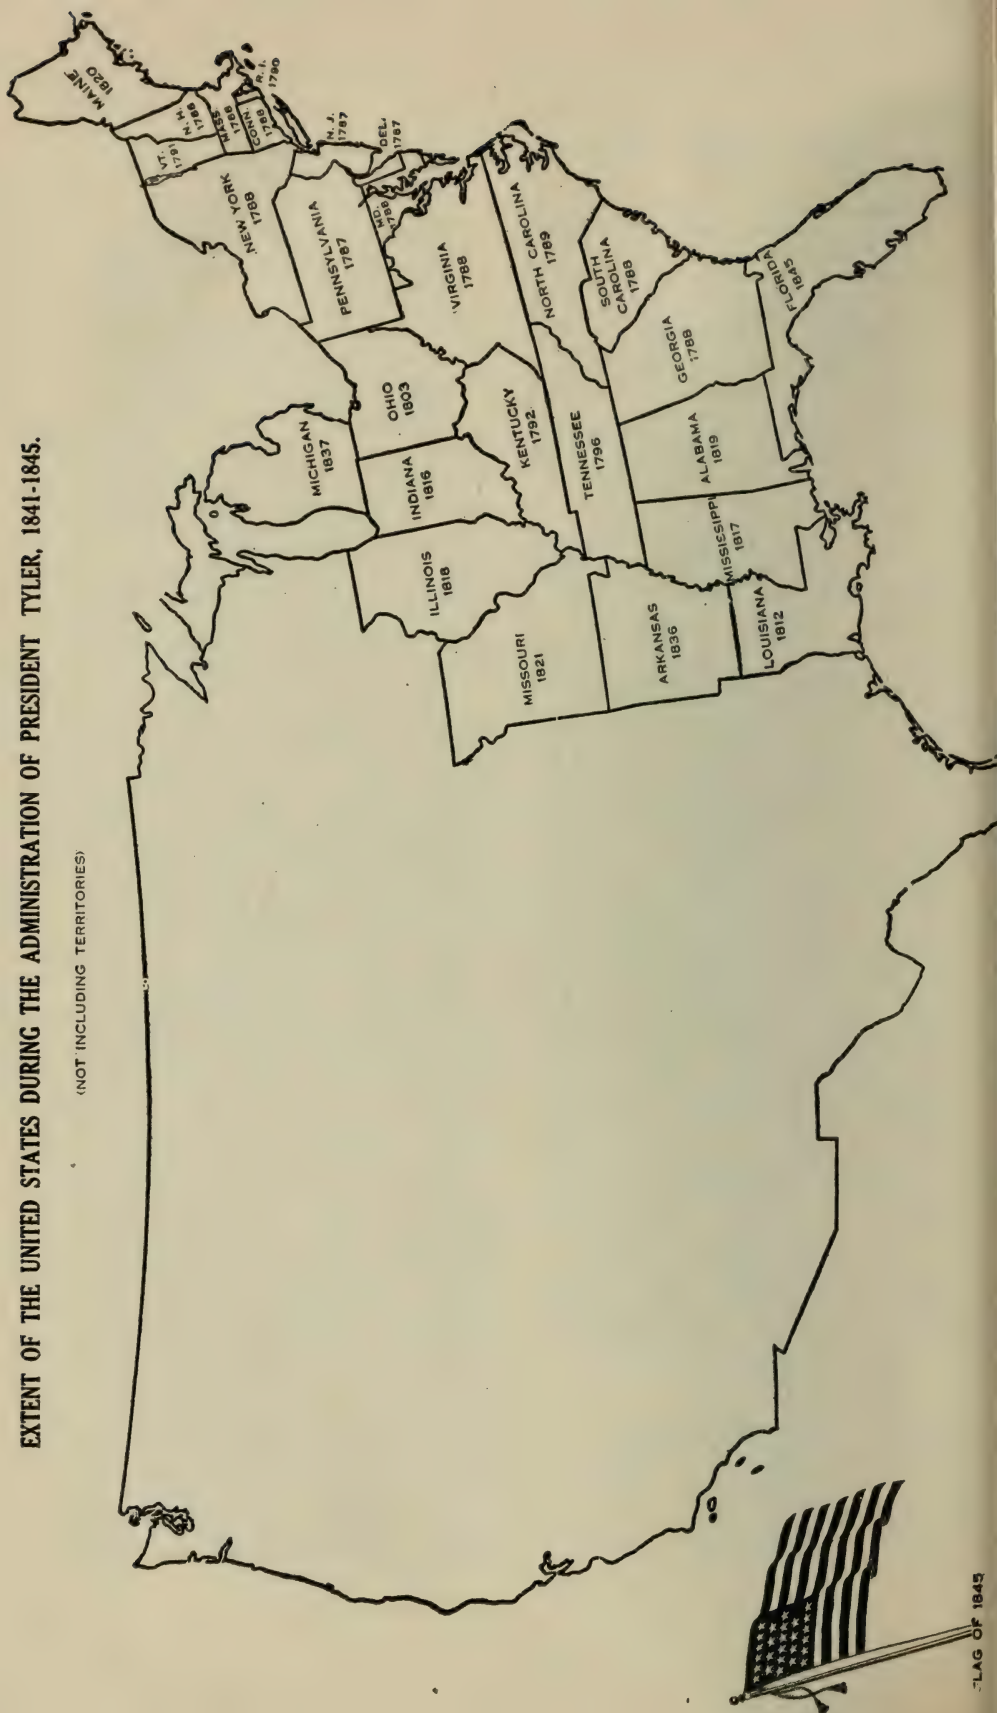 EXTENT OF THE UNITED STATES DURING THE ADMINISTRATION OF PRESIDENT TYLER, 1841-1845.
(NOT INCLUDING TERRITORIES)
MAINE
1820
N. H.
1788
VT.
1791
MASS.
1788
CONN.
1788
R. I.
1790
NEW YORK
1788
N. J.
1787
PENNSYLVANIA
1787
DEL.
1787
MD.
1788
VIRGINIA
1788
NORTH CAROLINA
1789
SOUTH
CAROLINA
1788
GEORGIA
1788
FLORIDA
1845
OHIO
1803
MICHIGAN
1837
INDIANA
1816
KENTUCKY
1792
TENNESSEE
1796
ALABAMA
1819
MISSISSIPPI
1817
ILLINOIS
1818
MISSOURI
1821
ARKANSAS
1836
LOUISIANA
1812
FLAG OF 1845